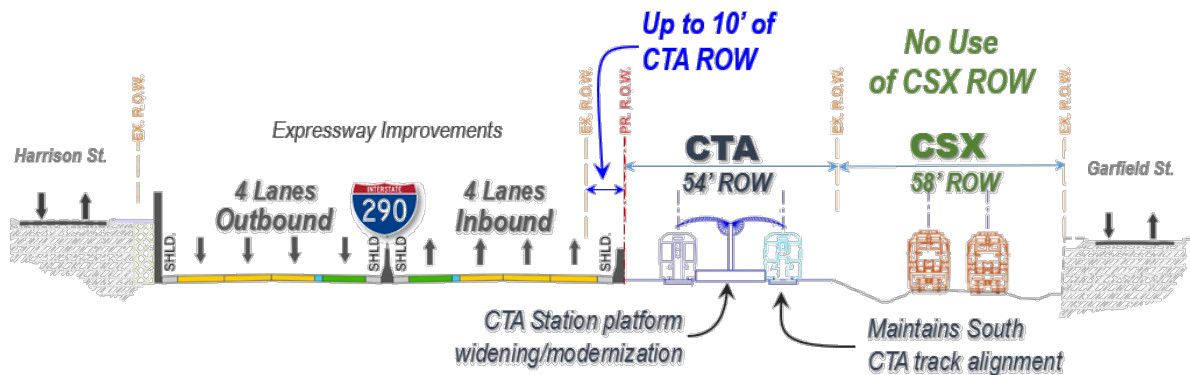 Up to 10' of
CTA ROW
No Use
of CSX ROW
EX. R.O.W.
EX. R.O.W.
PR. R.O.W.
EX. R.O.W.
EX. R.O.W.
Expressway Improvements
Harrison St.
CTA
54' ROW
CSX
58' ROW
Garfield St.
4 Lanes
Outbound
INTERSTATE
290
4 Lanes
Inbound
SHLD.
SHLD.
SHLD.
SHLD.
CTA Station platform
widening/modernization
Maintains South
CTA track alignment